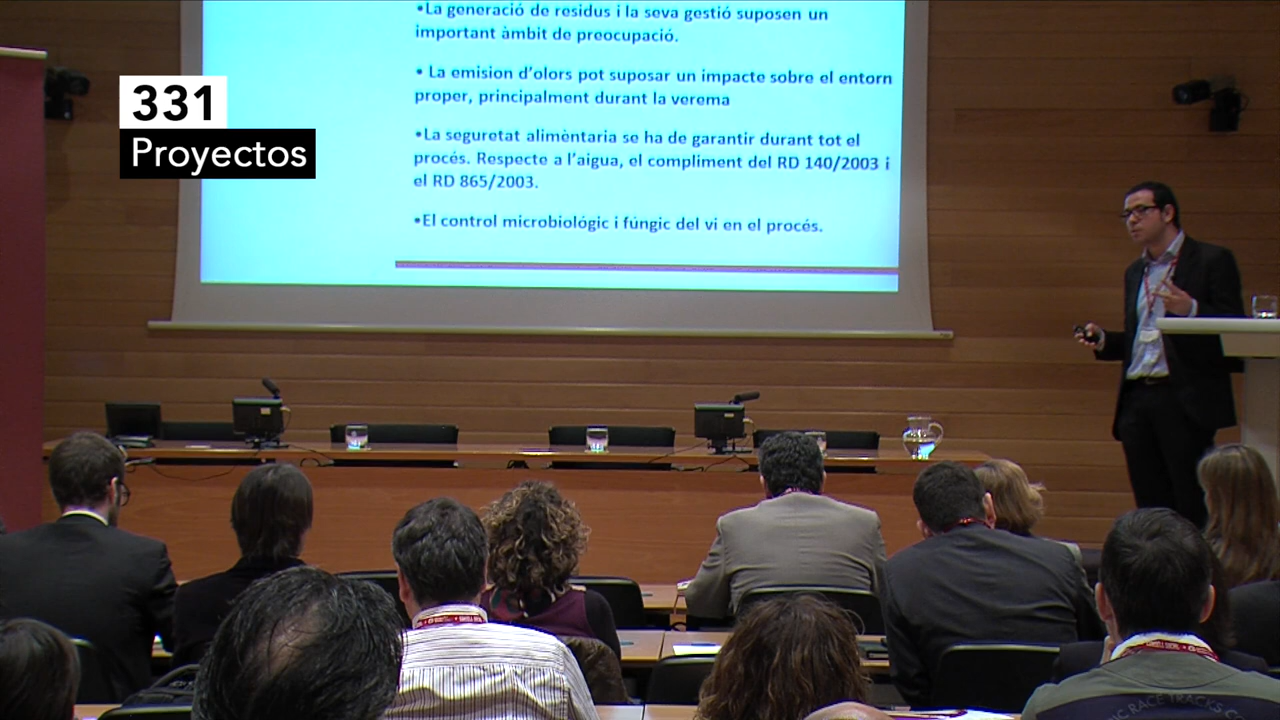 •La generació de residus i la seva gestió suposen un
important àmbit de preocupació.
• La emision d'olors pot suposar un impacte sobre el entorn
proper, principalment durant la verema
•La seguretat alimèntaria se ha de garantir durant tot el
procés. Respecte a l'aigua, el compliment del RD 140/2003 i
el RD 865/2003.
•El control microbiológic i fúngic del vi en el procés.
331
Proyectos
RACE TRACKS